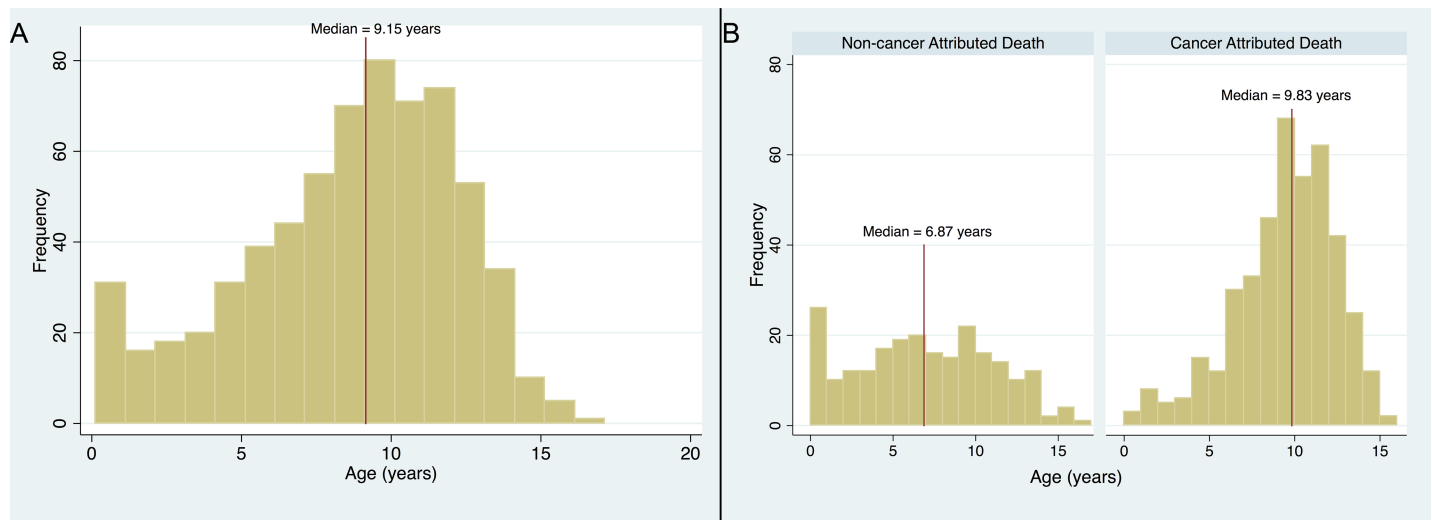 A
Median = 9.15 years
80
60
40
20
0
Frequency
0 5 10 15 20
Age (years)
B
Non-cancer Attributed Death
Cancer Attributed Death
Median = 9.83 years
Median = 6.87 years
80
60
40
20
0
Frequency
0 5 10 15
0 5 10 15
Age (years)